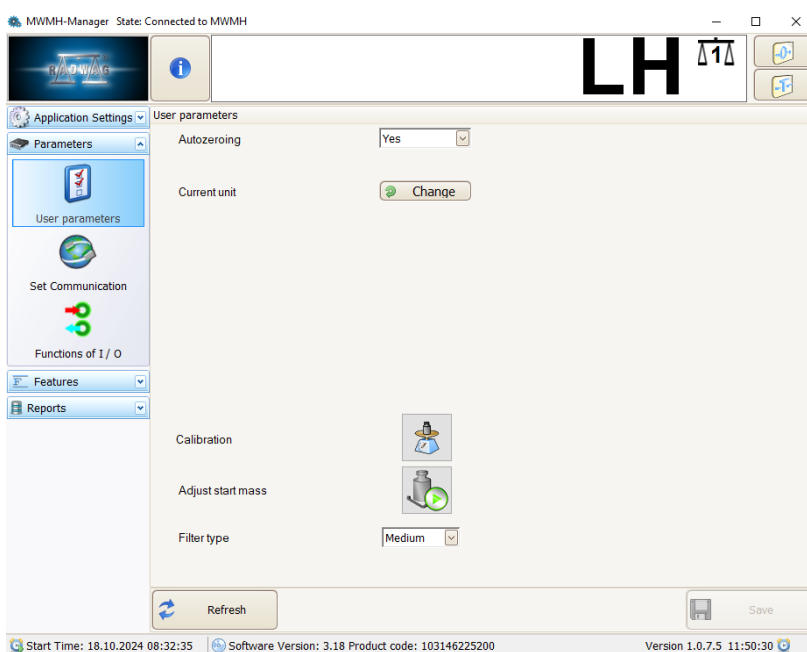 MWMH-Manager State: Connected to MWMH
RADWAG
LH
1
-0-
-T-
Application Settings
User parameters
Parameters
Autozeroing
Yes
Current unit
Change
User parameters
Set Communication
Functions of I / O
F Features
Reports
Calibration
Adjust start mass
Filter type
Medium
Refresh
Save
Start Time: 18.10.2024 08:32:35
Software Version: 3.18 Product code: 103146225200
Version 1.0.7.5 11:50:30